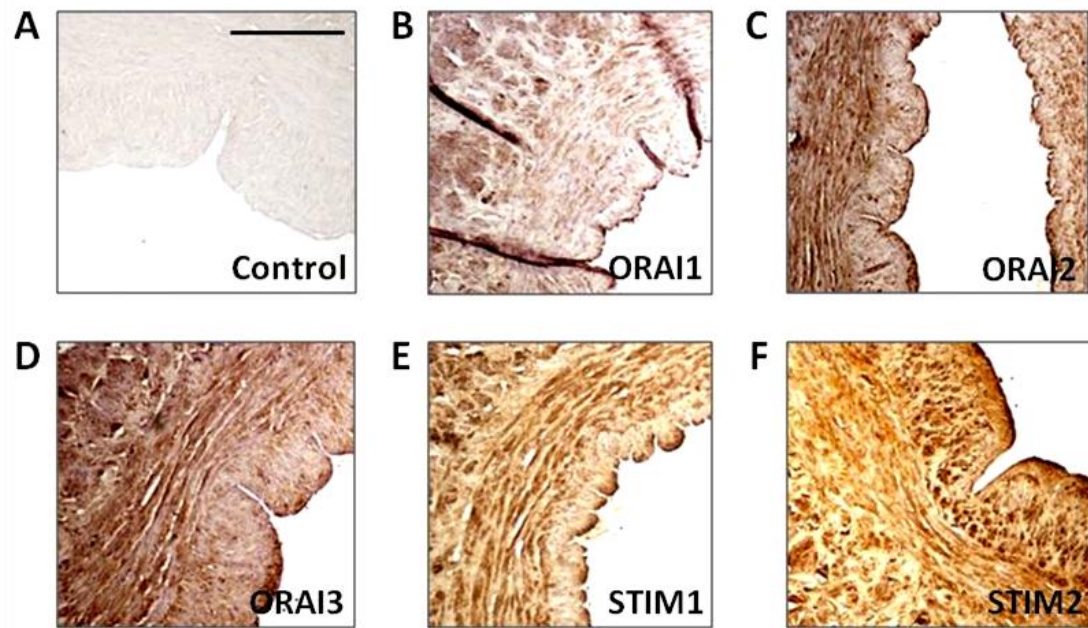 A
Control
B
ORAI1
C
ORAI2
D
ORAI3
E
STIM1
F
STIM2